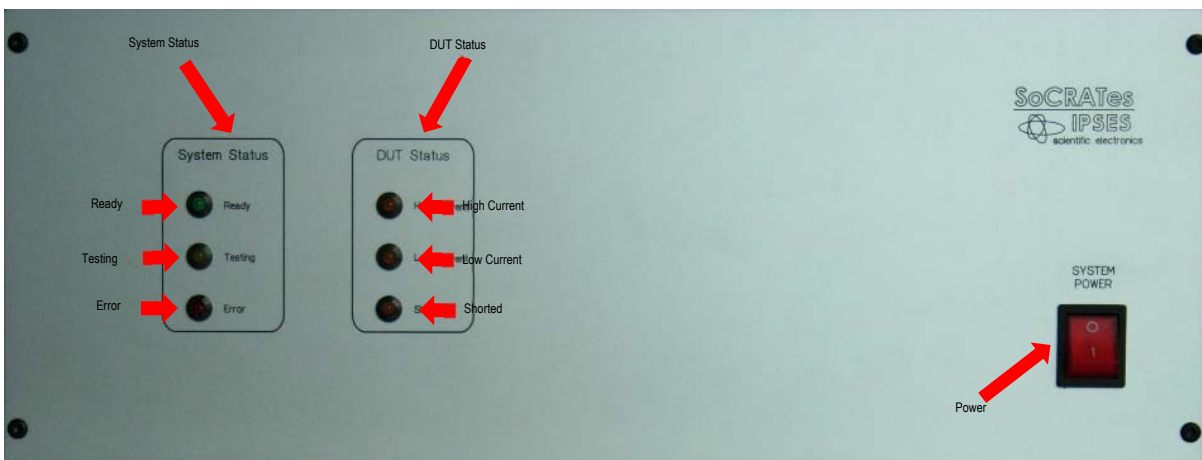 System Status
DUT Status
SoCRATes
IPSES
scientific electronics
System Status
DUT Status
Ready
Ready
High Current
Testing
Testing
Low Current
Error
Error
Shorted
SYSTEM
POWER
O
1
Power